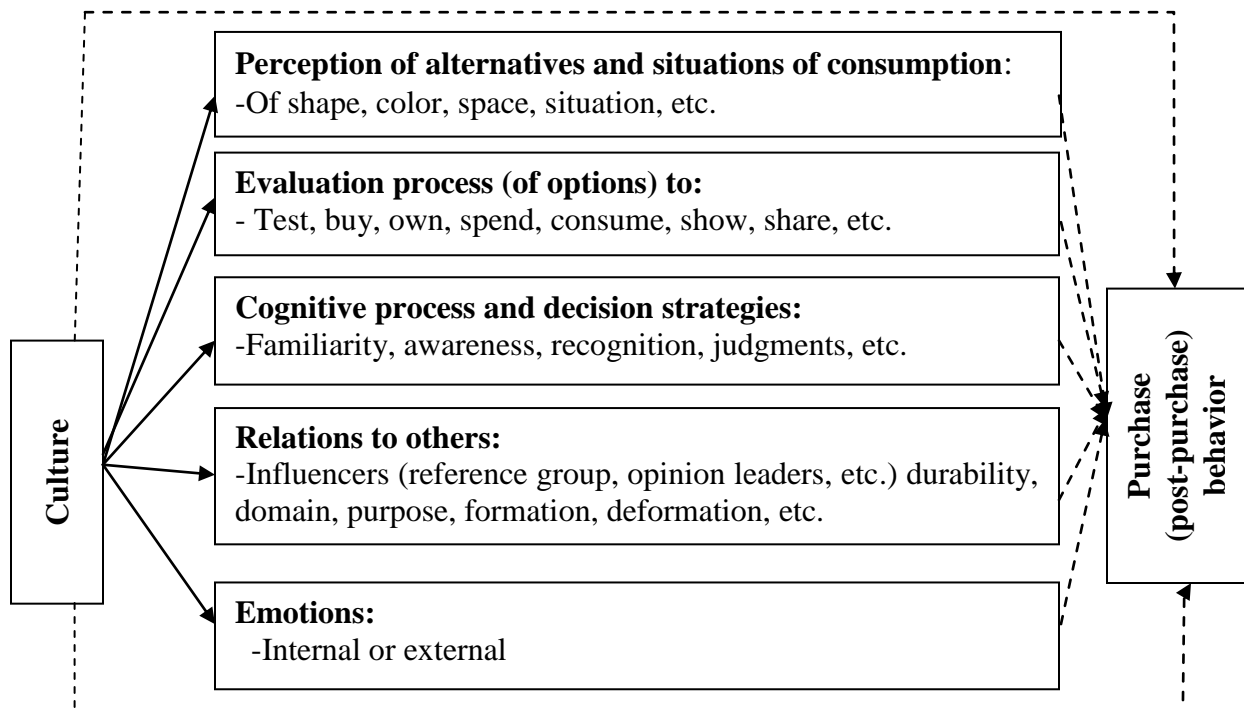 Perception of alternatives and situations of consumption:
-Of shape, color, space, situation, etc.
Evaluation process (of options) to:
- Test, buy, own, spend, consume, show, share, etc.
Cognitive process and decision strategies:
-Familiarity, awareness, recognition, judgments, etc.
Relations to others:
-Influencers (reference group, opinion leaders, etc.) durability,
domain, purpose, formation, deformation, etc.
Emotions:
-Internal or external
Culture
Purchase
(post-purchase)
behavior